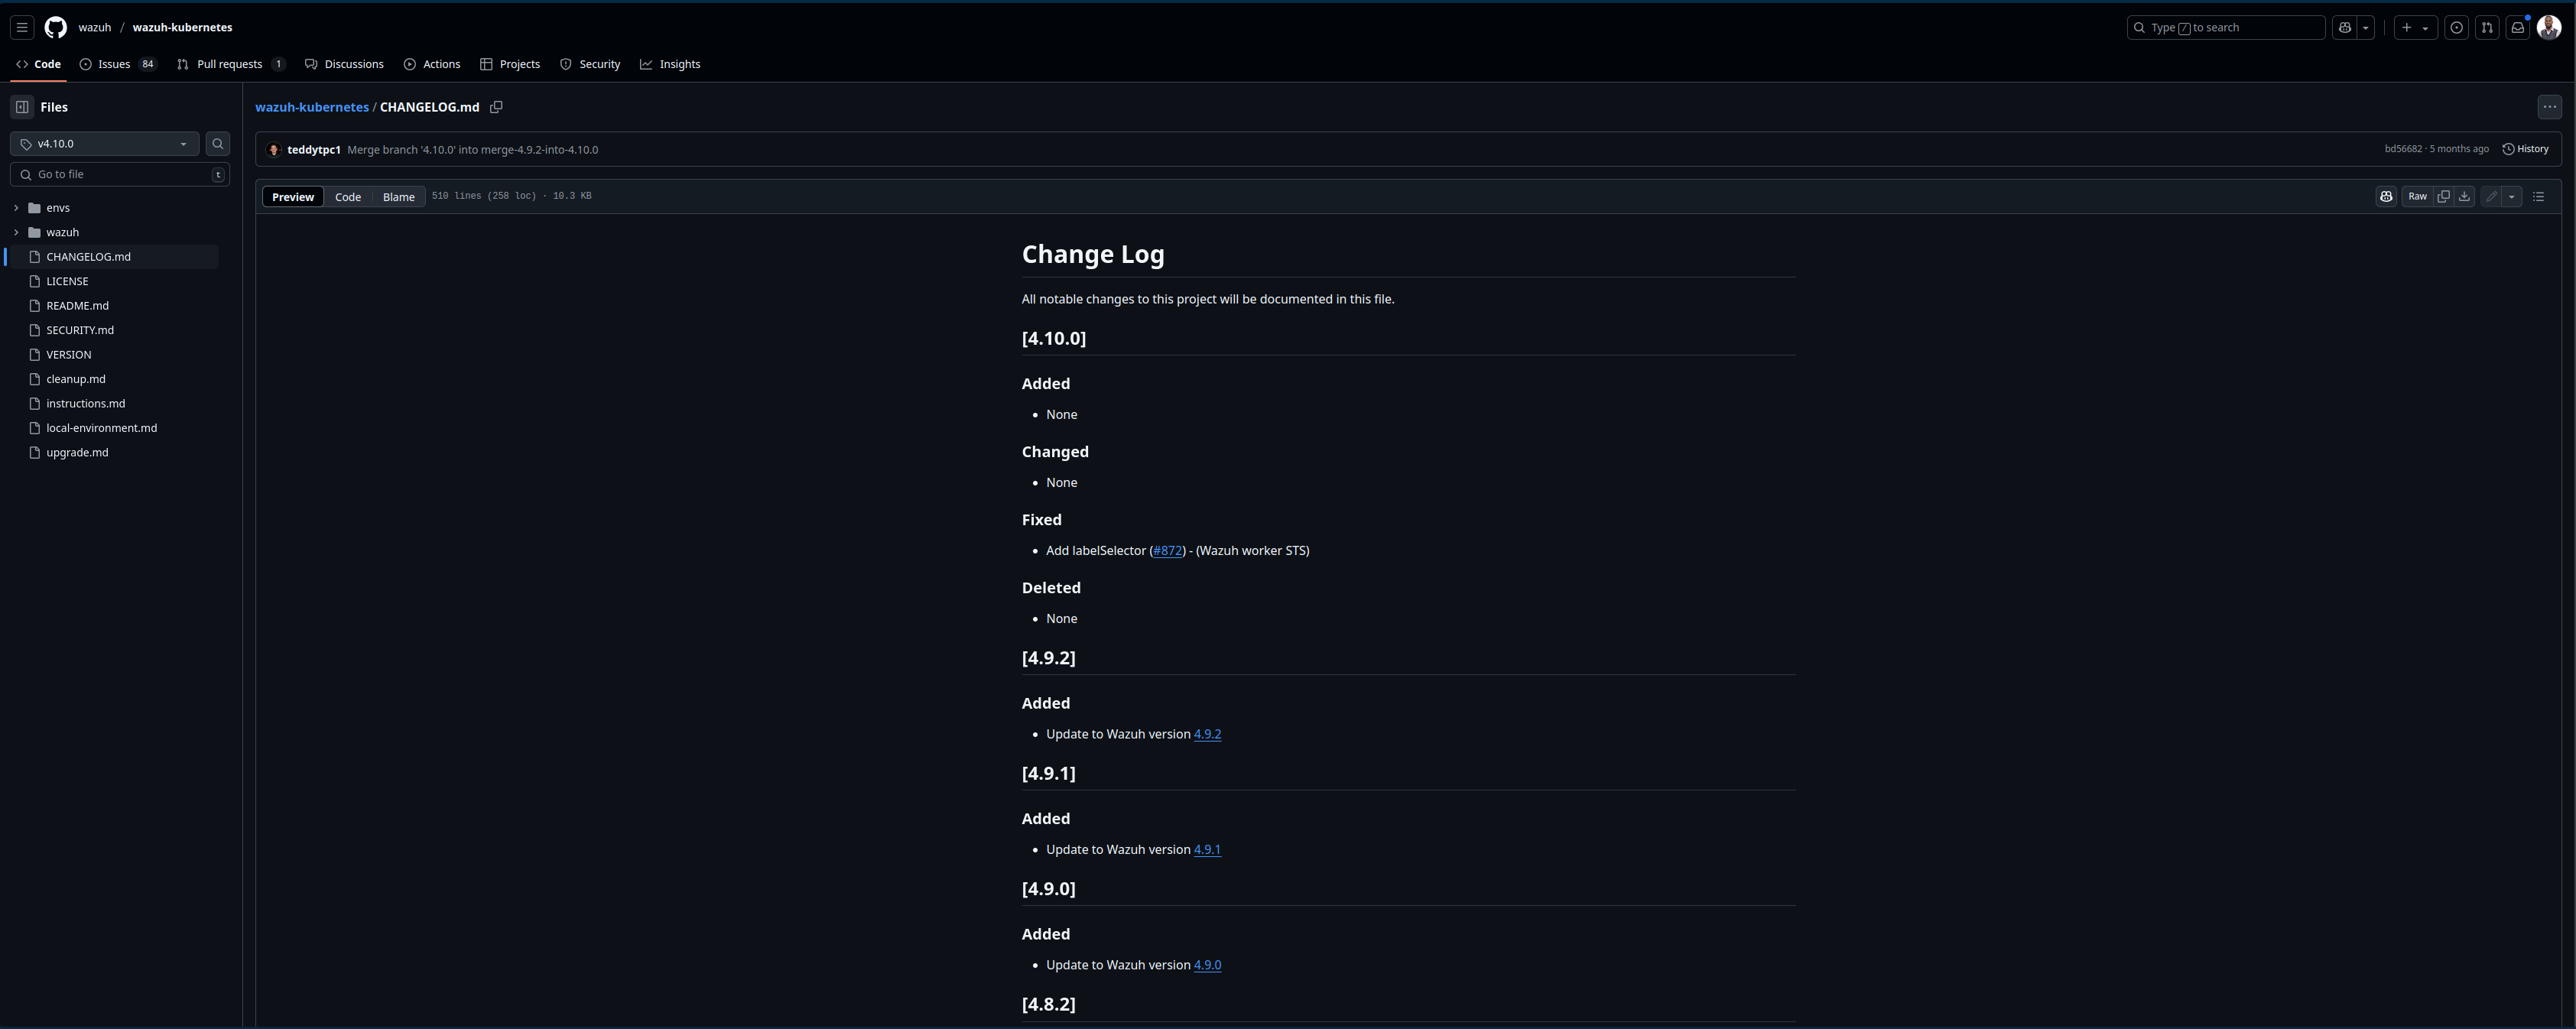 wazuh / wazuh-kubernetes
Type / to search
Code
Issues 84
Pull requests 1
Discussions
Actions
Projects
Security
Insights
Files
v4.10.0
Go to file
t
envs
wazuh
CHANGELOG.md
LICENSE
README.md
SECURITY.md
VERSION
cleanup.md
instructions.md
local-environment.md
upgrade.md
wazuh-kubernetes / CHANGELOG.md
teddytpc1 Merge branch '4.10.0' into merge-4.9.2-into-4.10.0
bd56682 · 5 months ago
History
Preview
Code
Blame
510 lines (258 loc) · 10.3 KB
Raw
Change Log
All notable changes to this project will be documented in this file.
[4.10.0]
Added
• None
Changed
• None
Fixed
• Add labelSelector (#872) - (Wazuh worker STS)
Deleted
• None
[4.9.2]
Added
• Update to Wazuh version 4.9.2
[4.9.1]
Added
• Update to Wazuh version 4.9.1
[4.9.0]
Added
• Update to Wazuh version 4.9.0
[4.8.2]